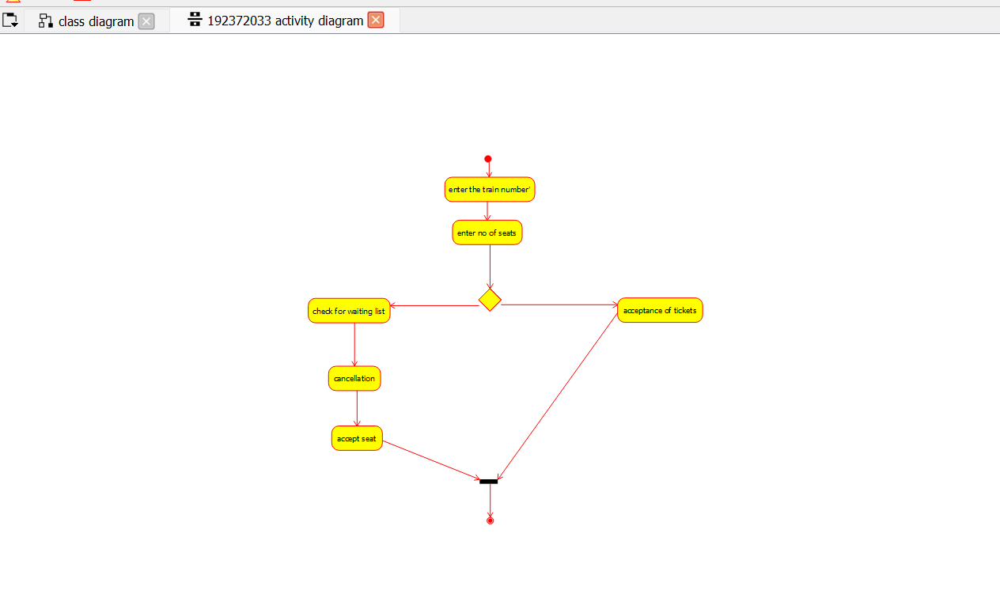 class diagram
192372033 activity diagram
enter the train number'
enter no of seats
check for waiting list
acceptance of tickets
cancellation
accept seat